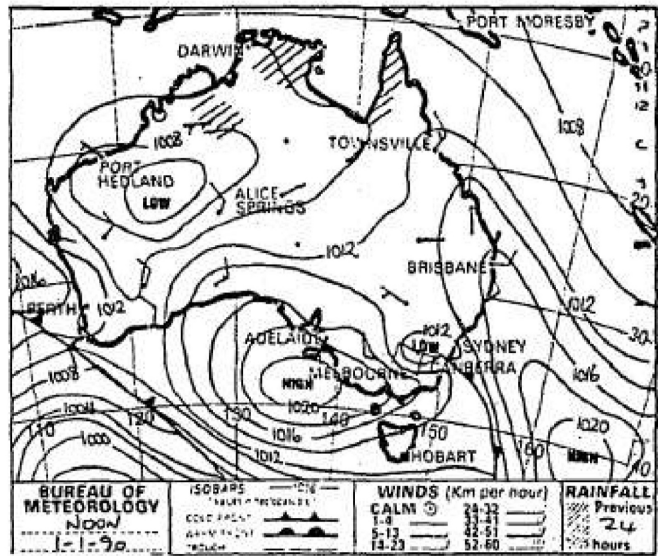 PORT MORESBY
DARWIN
1008
1008
TOWNSVILLE
PORT HEDLAND
LOW
ALICE SPRINGS
20
1012
BRISBANE
1016
PERTH
1012
1012
30
ADELAIDE
1012
LOW
SYDNEY
CANBERRA
1016
1008
MELBOURNE
HIGH
1020
1020
1004
120
130
140
1016
150
160
HIGH
110
1000
1012
HOBART
40
BUREAU OF METEOROLOGY
NOON
1-1-90
ISOBARS 1016
COLD FRONT
WARM FRONT
TROUGH
WINDS (Km per hour)
CALM
1-4
5-13
14-23
24-32
33-41
42-51
52-60
RAINFALL
Previous
24
hours